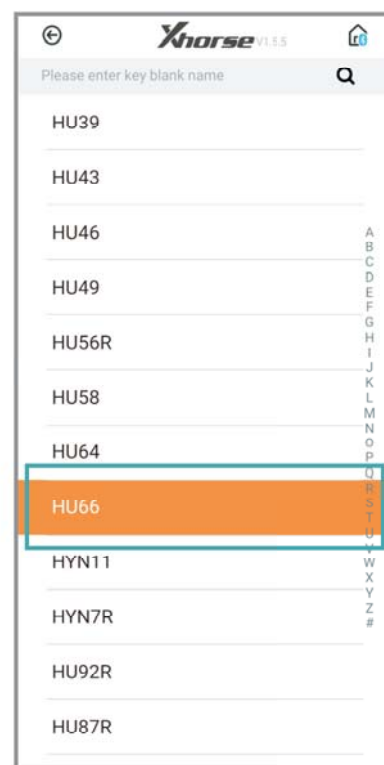 Xhorse V1.5.5
Please enter key blank name
HU39
HU43
HU46
HU49
HU56R
HU58
HU64
HU66
HYN11
HYN7R
HU92R
HU87R
A
B
C
D
E
F
G
H
I
J
K
L
M
N
O
P
Q
R
S
T
U
V
W
X
Y
Z
#